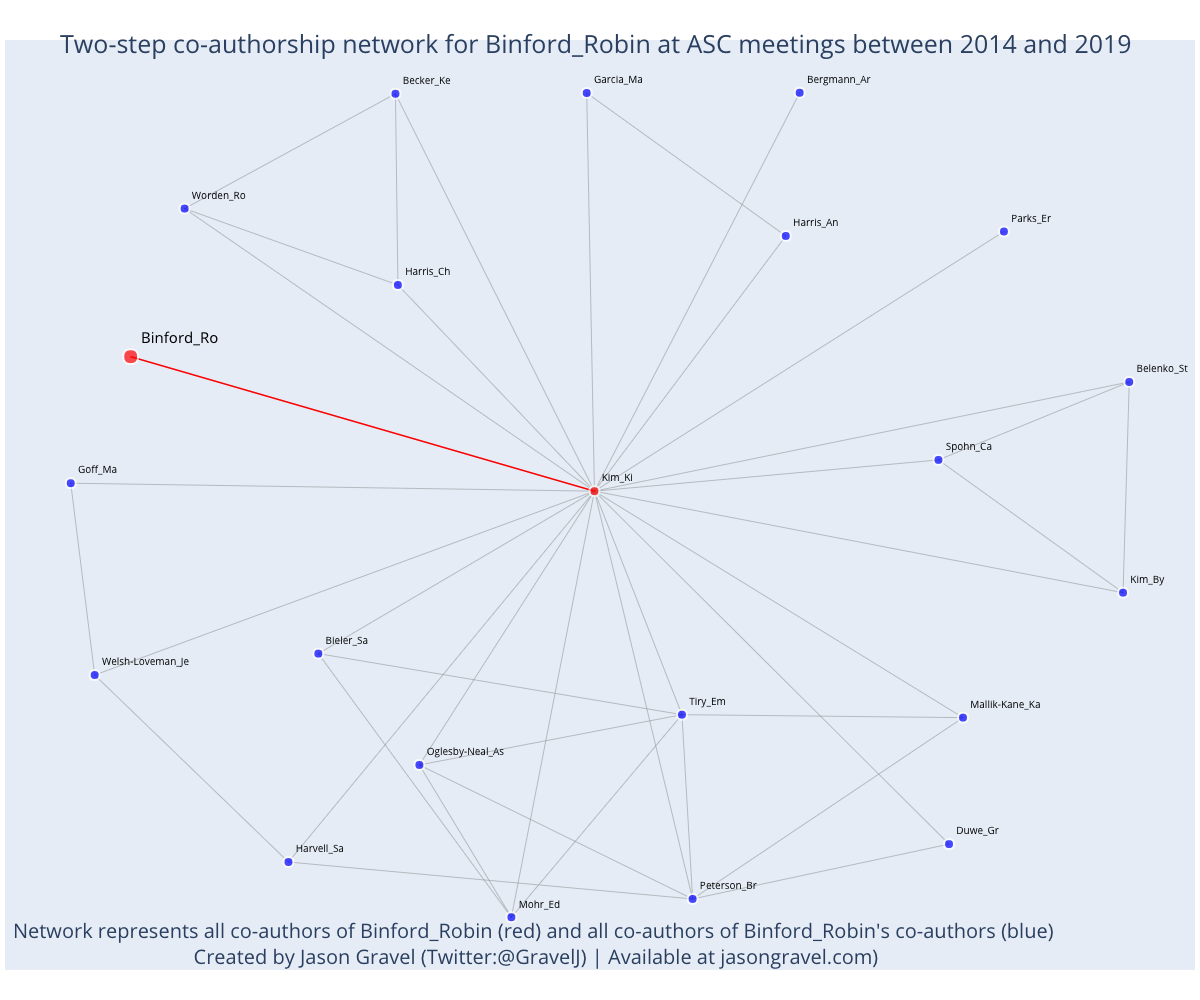 Two-step co-authorship network for Binford_Robin at ASC meetings between 2014 and 2019
Becker_Ke
Garcia_Ma
Bergmann_Ar
Worden_Ro
Harris_An
Parks_Er
Harris_Ch
Binford_Ro
Belenko_St
Spohn_Ca
Goff_Ma
Kim_KI
Kim_By
Bieler_Sa
Welsh-Loveman_Je
Tiry_Em
Mallik-Kane_Ka
Oglesby-Neal_As
Duwe_Gr
Harvell_Sa
Peterson_Br
Mohr_Ed
Network represents all co-authors of Binford_Robin (red) and all co-authors of Binford_Robin's co-authors (blue)
Created by Jason Gravel (Twitter:@GravelJ) | Available at jasongravel.com)